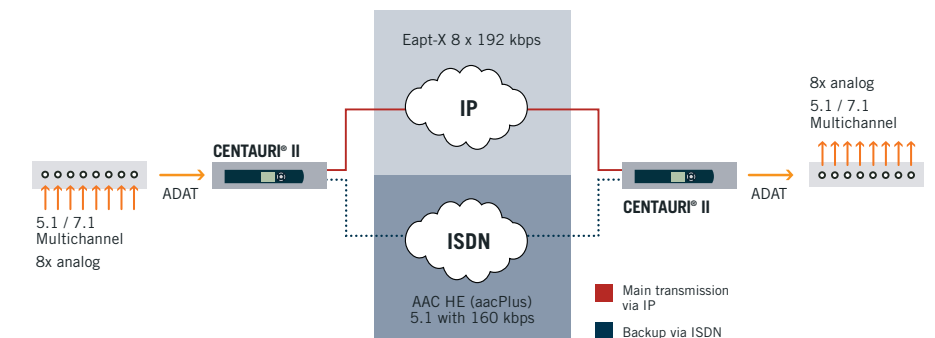 Eapt-X 8 x 192 kbps
IP
CENTAURI® II
ADAT
5.1 / 7.1
Multichannel
8x analog
8x analog
5.1 / 7.1
Multichannel
ADAT
CENTAURI® II
ISDN
AAC HE (aacPlus)
5.1 with 160 kbps
Main transmission
via IP
Backup via ISDN